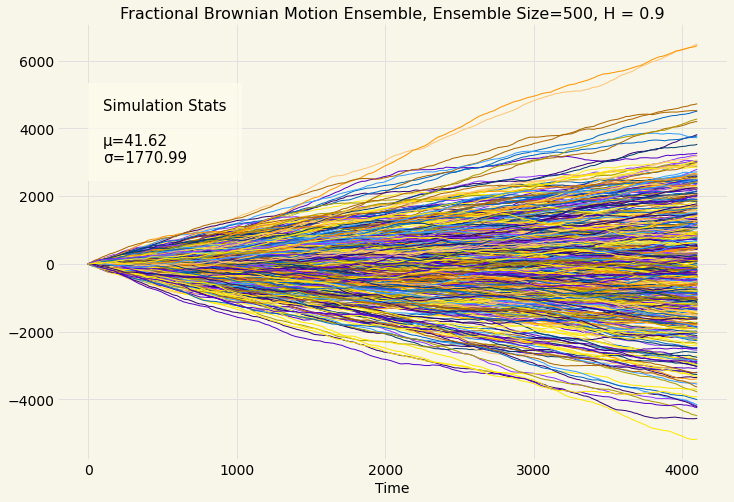 Fractional Brownian Motion Ensemble, Ensemble Size=500, H = 0.9
6000
4000
2000
0
−2000
−4000
Simulation Stats
μ=41.62
σ=1770.99
0
1000
2000
3000
4000
Time